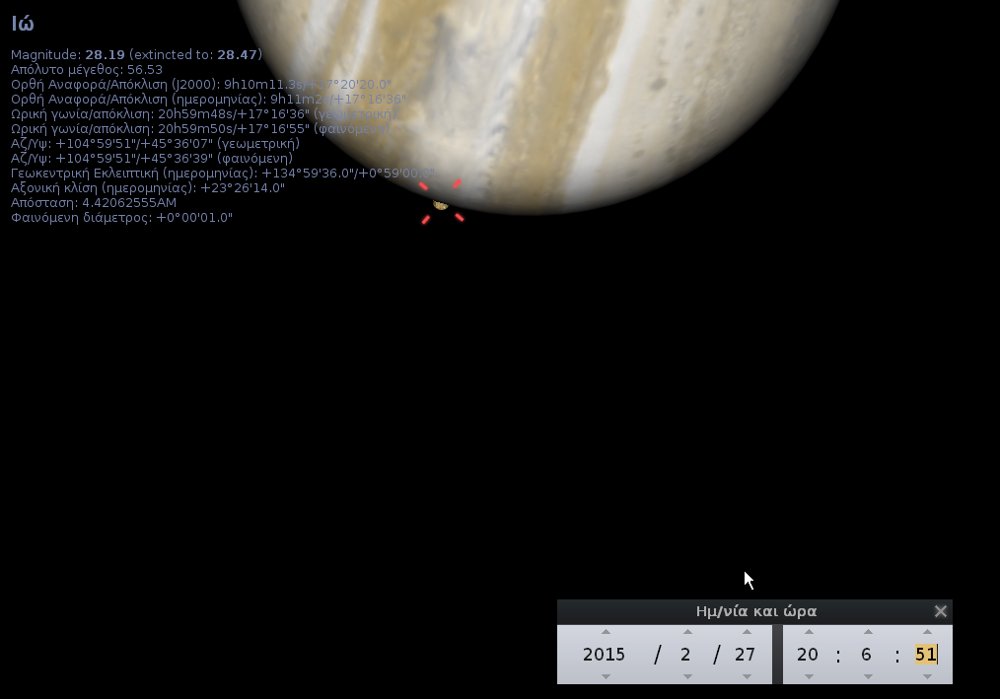 Ιώ
Magnitude: 28.19 (extincted to: 28.47)
Απόλυτο μέγεθος: 56.53
Ορθή Αναφορά/Απόκλιση (J2000): 9h10m11.3s/+17°20'20.0"
Ορθή Αναφορά/Απόκλιση (ημερομηνίας): 9h11m2s/+17°16'36"
Ωρική γωνία/απόκλιση: 20h59m48s/+17°16'36" (γεωμετρική)
Ωρική γωνία/απόκλιση: 20h59m50s/+17°16'55" (φαινόμενη)
Αζ/Υψ: +104°59'51"/+45°36'07" (γεωμετρική)
Αζ/Υψ: +104°59'51"/+45°36'39" (φαινόμενη)
Γεωκεντρική Εκλειπτική (ημερομηνίας): +134°59'36.0"/+0°59'00.
Αξονική κλίση (ημερομηνίας): +23°26'14.0"
Απόσταση: 4.42062555AM
Φαινόμενη διάμετρος: +0°00'01.0"
Ημ/νία και ώρα
2015 / 2 / 27 20 : 6 : 51